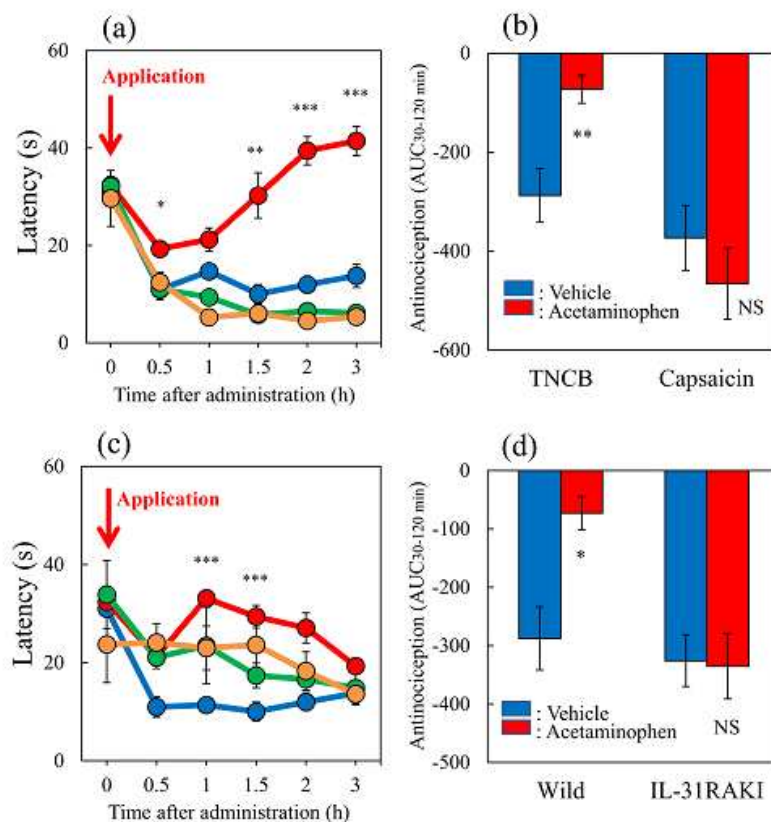 (a)
60
40
20
0
Latency (s)
Application
*
**
***
***
0 0.5 1 1.5 2 3
Time after administration (h)
(b)
0
-200
-400
-600
Antinociception (AUC30-120 min)
**
: Vehicle
: Acetaminophen
NS
TNCB Capsaicin
(c)
60
40
20
0
Latency (s)
Application
***
***
0 0.5 1 1.5 2 3
Time after administration (h)
(d)
0
-100
-200
-300
-400
-500
Antinociception (AUC30-120 min)
*
: Vehicle
: Acetaminophen
NS
Wild IL-31RAKI